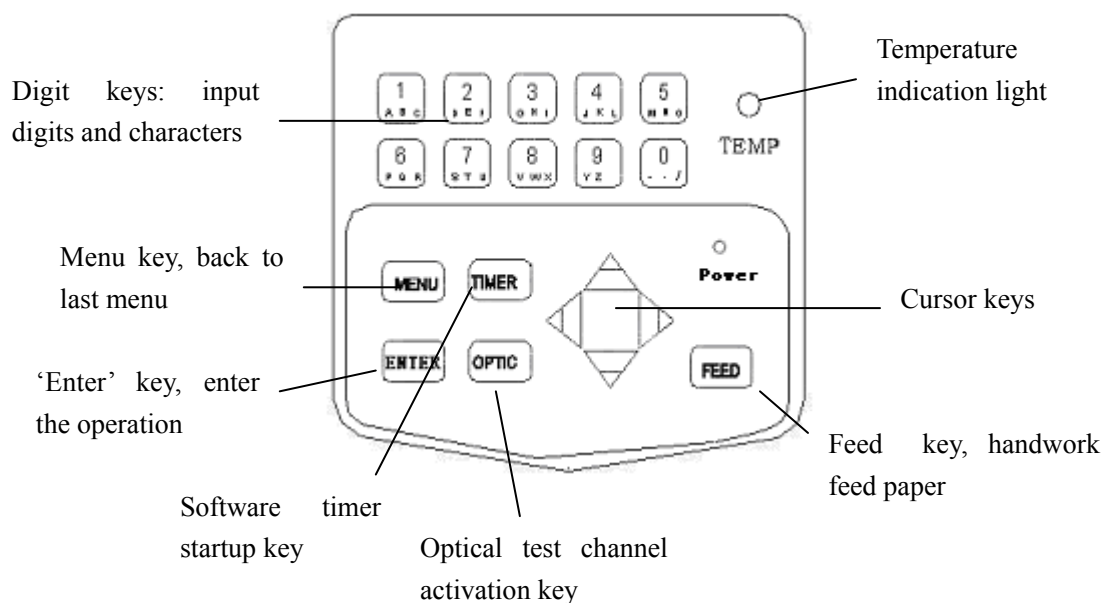 Temperature
indication light
Digit keys: input
digits and characters
1 2 3 4 5
A B C J K L
TEMP
6 7 8 9 0
P Q R S T U V W X Y Z - . /
Menu key, back to
last menu
MENU TIMER
Power
Cursor keys
ENTER OPTIC
FEED
‘Enter’ key, enter
the operation
Feed key, handwork
feed paper
Software timer
startup key
Optical test channel
activation key